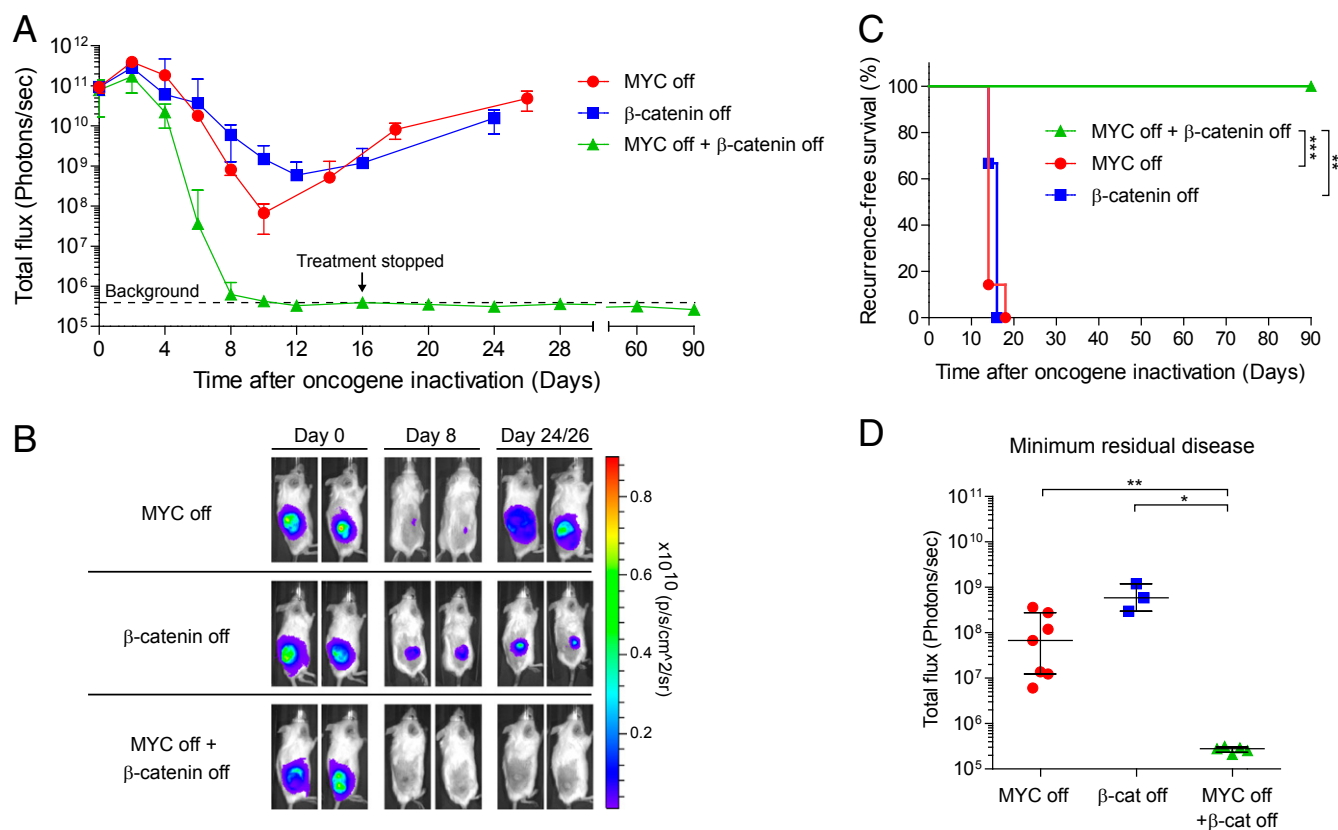 A
10^12
10^11
10^10
10^9
10^8
10^7
10^6
10^5
Total flux (Photons/sec)
MYC off
β-catenin off
MYC off + β-catenin off
Treatment stopped
Background
0 4 8 12 16 20 24 28 60 90
Time after oncogene inactivation (Days)
B
Day 0 Day 8 Day 24/26
MYC off
β-catenin off
MYC off +
β-catenin off
0.8
0.6
0.4
0.2
x10^10 (p/s/cm^2/sr)
C
100
80
60
40
20
0
Recurrence-free survival (%)
MYC off + β-catenin off
MYC off
β-catenin off
***
**
0 10 20 30 40 50 60 70 80 90
Time after oncogene inactivation (Days)
D
Minimum residual disease
**
*
10^11
10^10
10^9
10^8
10^7
10^6
10^5
Total flux (Photons/sec)
MYC off β-cat off MYC off
+β-cat off